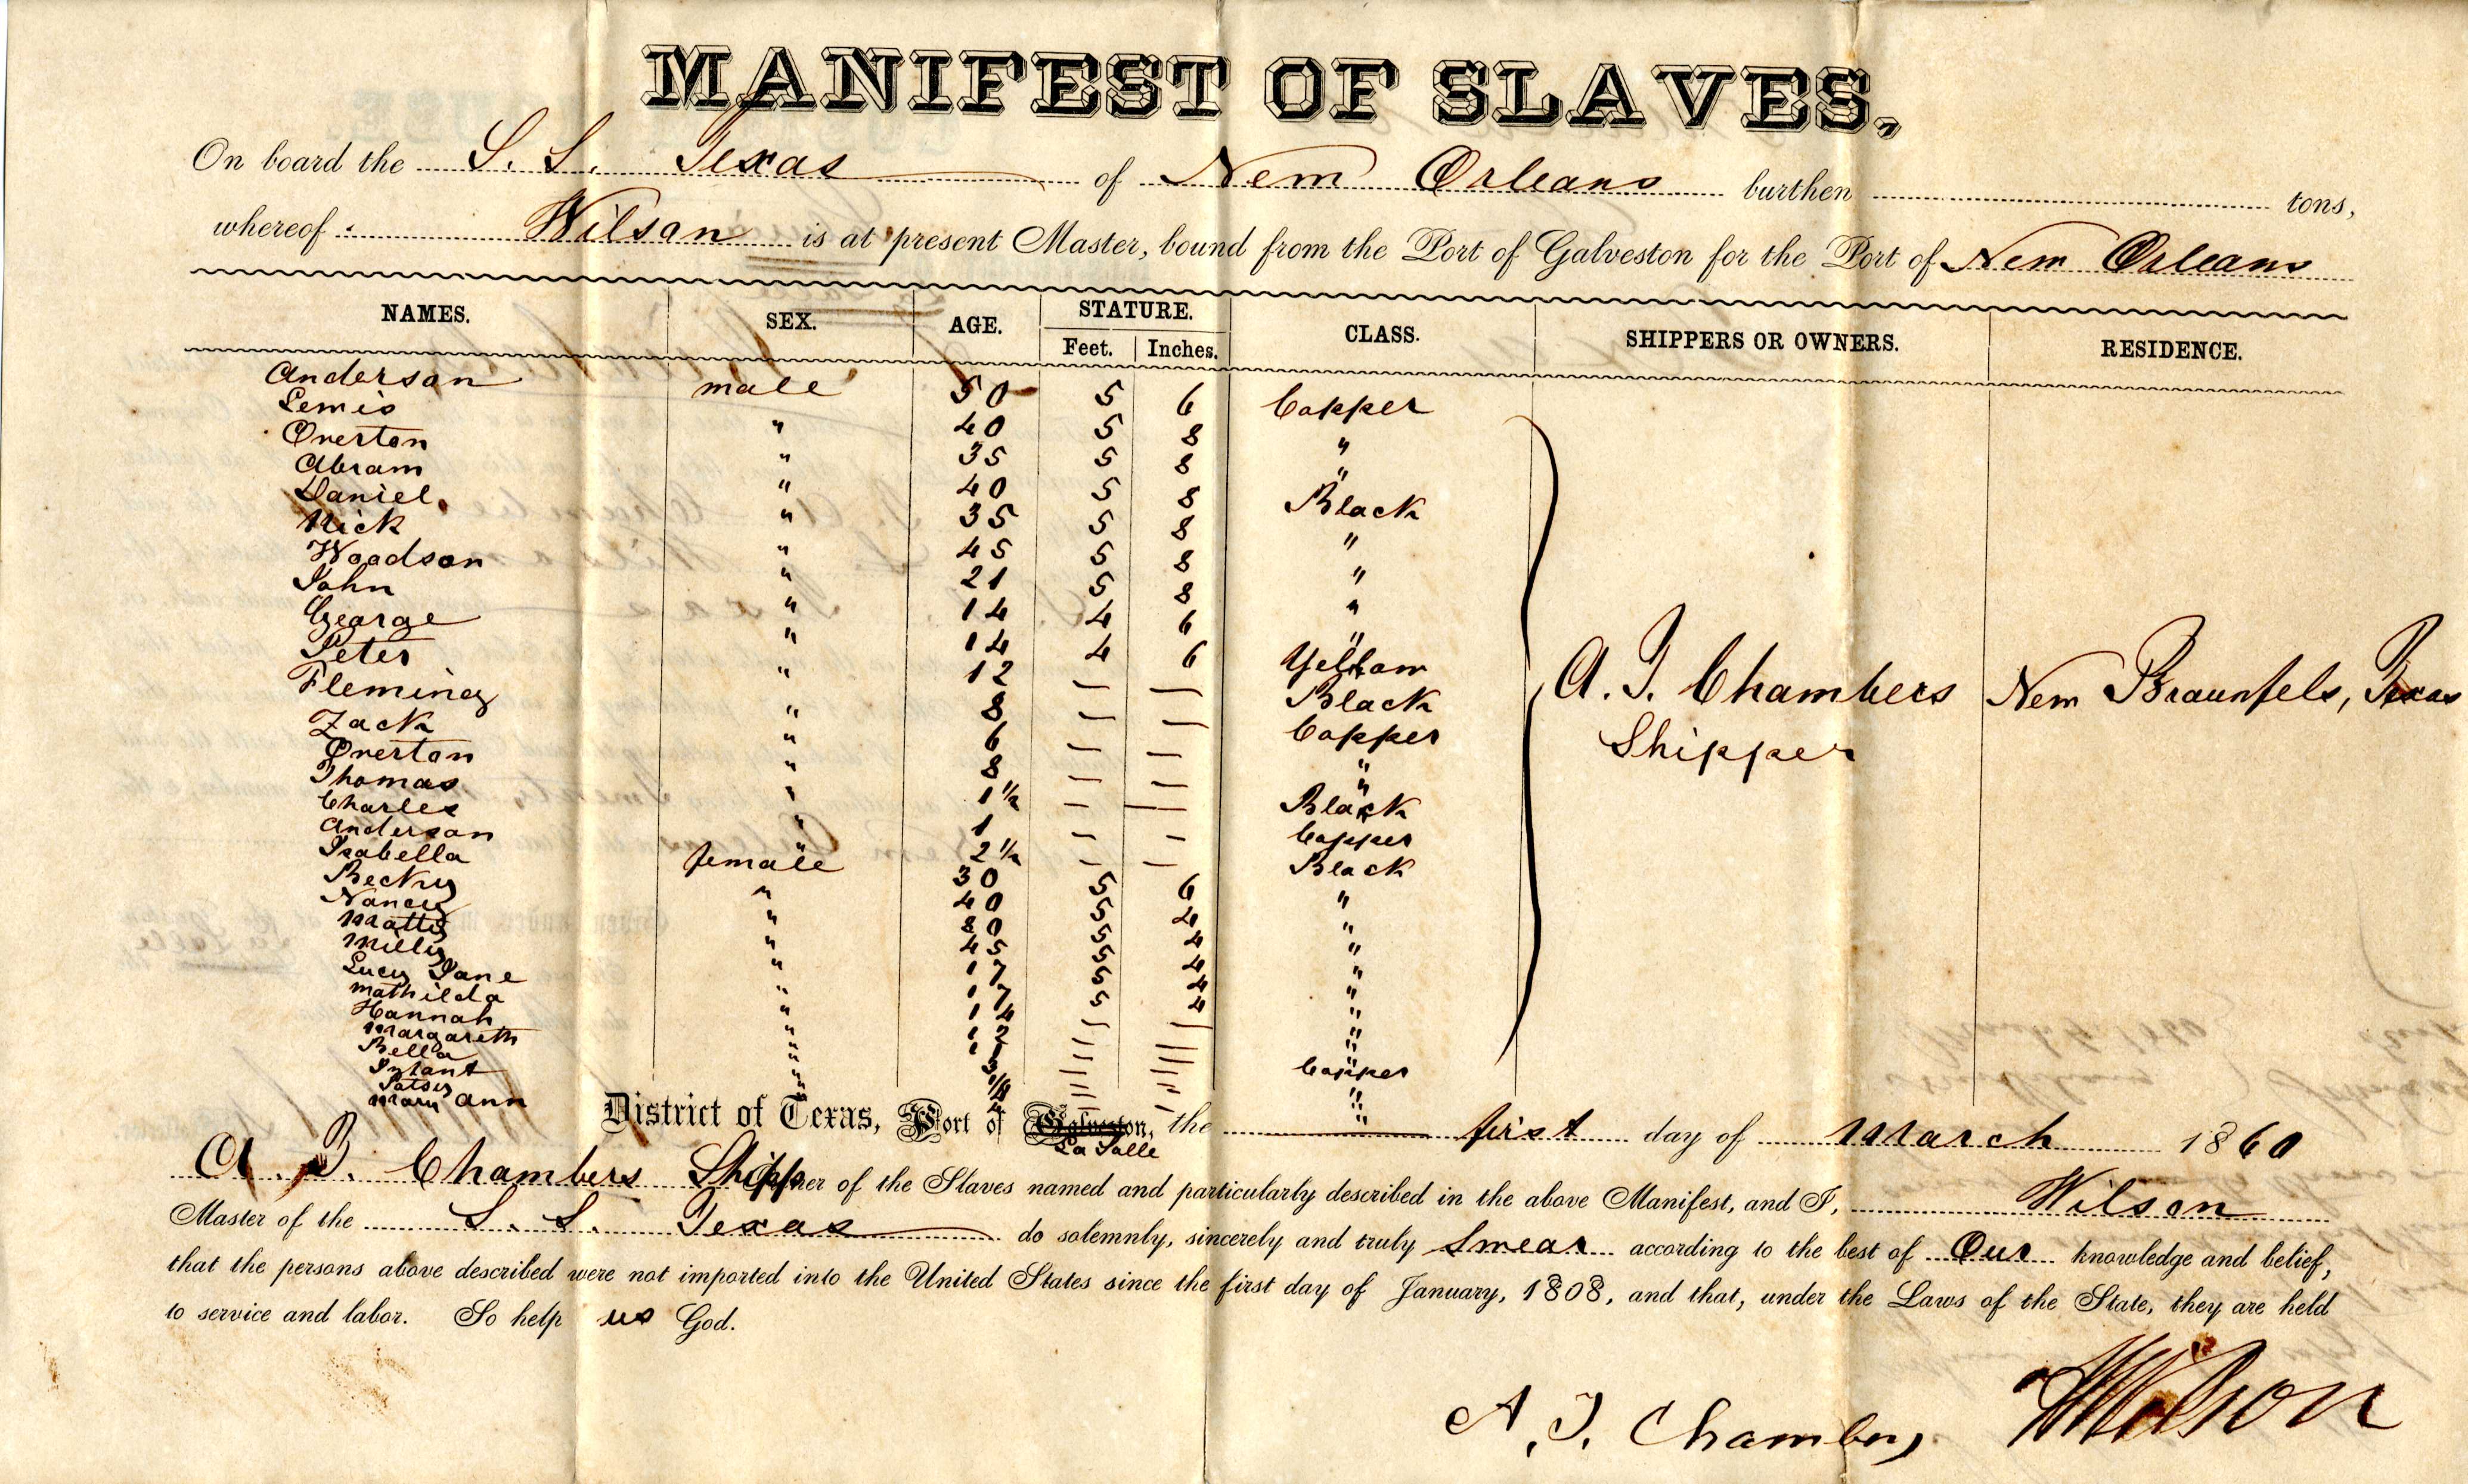 MANIFEST OF SLAVES,
On board the S. S. Texas of New Orleans burthen tons,
whereof Wilson is at present Master, bound from the Port of Galveston for the Port of New Orleans
NAMES. SEX. AGE. STATURE. Feet. Inches. CLASS. SHIPPERS OR OWNERS. RESIDENCE.
Anderson male 50 5 6 Copper
Lewis " 40 5 8 "
Overton " 35 5 8 "
Abram " 40 5 8 Black
Daniel " 35 5 8 "
Nick " 45 5 8 "
Woodson " 21 5 8 "
John " 14 4 6 "
George " 14 4 6 Yellow
Peter " 12 — — Black
Fleming " 8 — — Copper
Zack " 6 — — "
Overton " 8 — — "
Thomas " 1½ — — Black
Charles " 1 — — Copper
Anderson " 2½ — — Black
Isabella female 30 5 6 "
Becky " 40 5 4 "
Nancy " 80 5 4 "
Matty " 45 5 4 "
Milly " 17 5 4 "
Lucy Jane " 17 5 4 "
Mathilda " 14 — — "
Hannah "
Margareth "
Bella " Copper
Infant "
Patsy "
Mary Ann "
A. T. Chambers New Braunfels, Texas
Shipper
District of Texas, Port of Galveston, the first day of March 1860
La Salle
A. T. Chambers Shipper of the Slaves named and particularly described in the above Manifest, and I, Wilson
Master of the S. S. Texas do solemnly, sincerely and truly Swear according to the best of Our knowledge and belief,
that the persons above described were not imported into the United States since the first day of January, 1808, and that, under the Laws of the State, they are held
to service and labor. So help us God.
A. T. Chambers Wilson